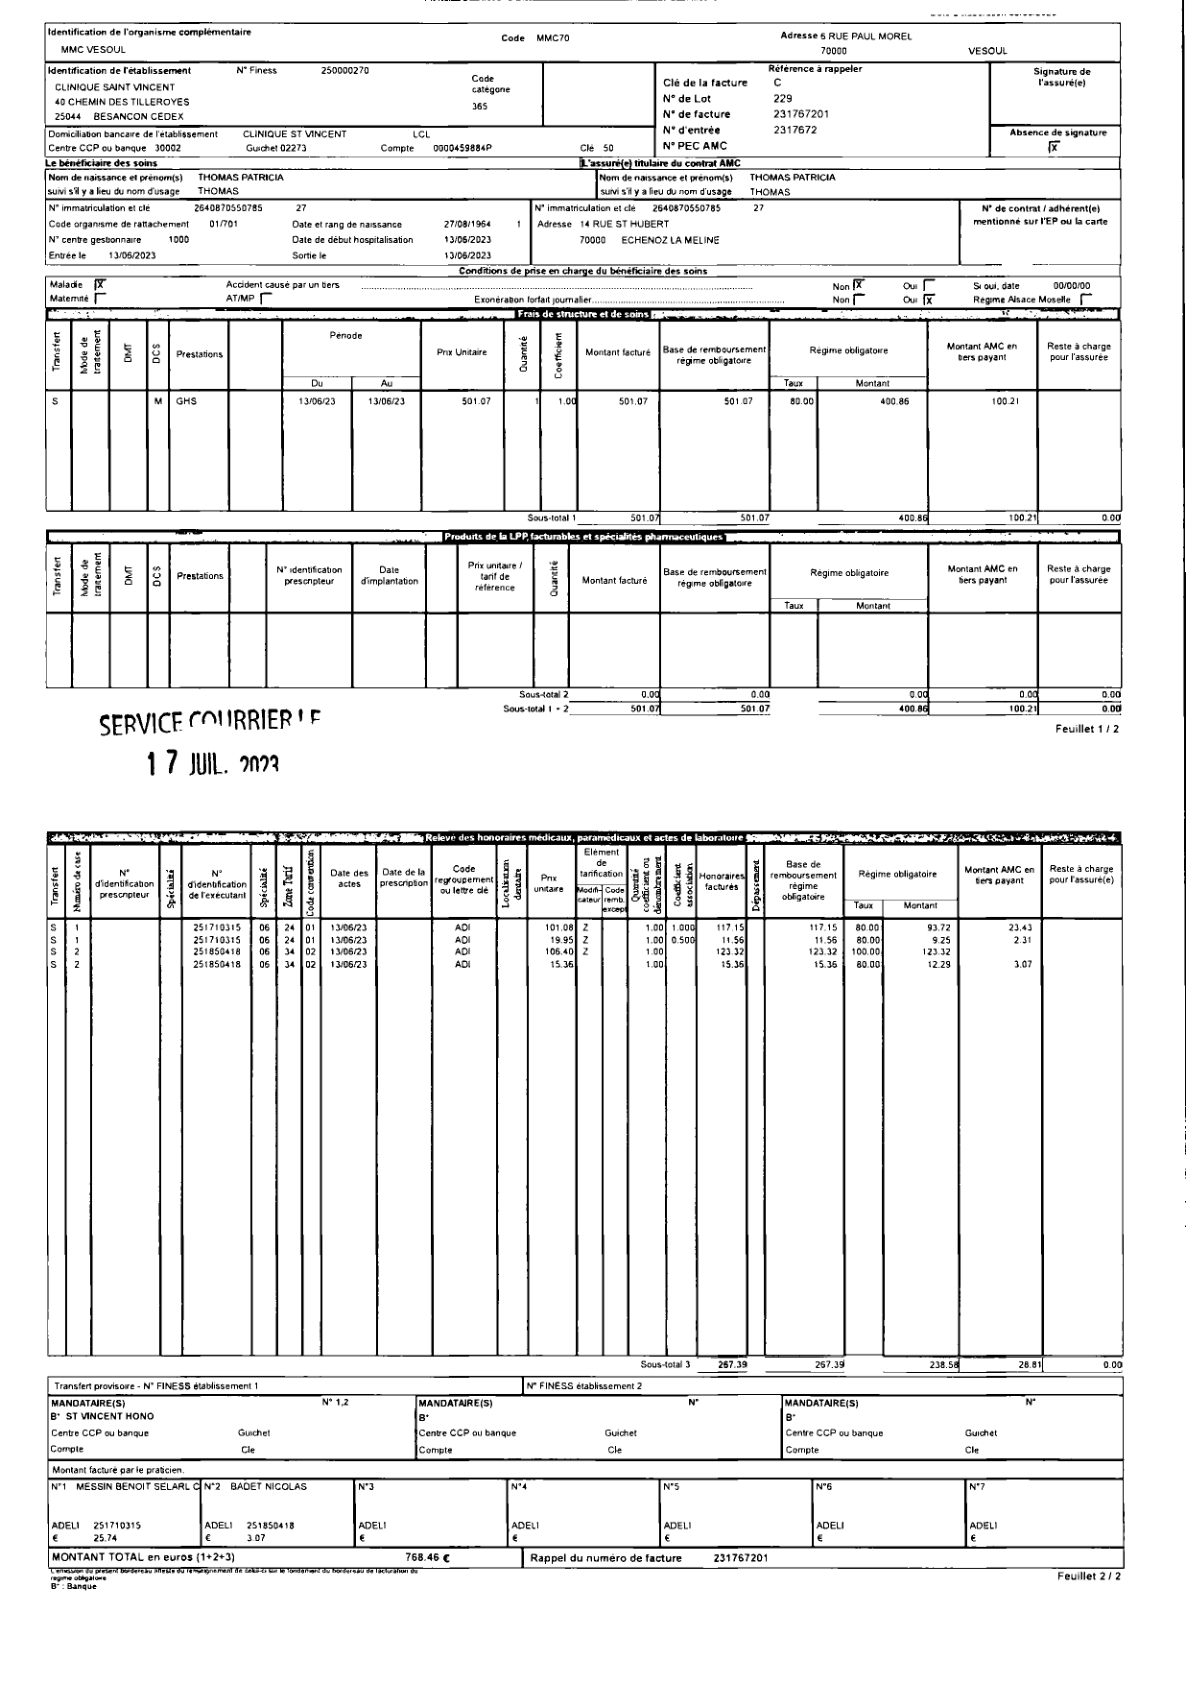 Identification de l'organisme complémentaire
MMC VESOUL
Code MMC70
Adresse 6 RUE PAUL MOREL
70000 VESOUL
Identification de l'établissement N° Finess 250000270
CLINIQUE SAINT VINCENT
40 CHEMIN DES TILLEROYES
25044 BESANCON CEDEX
Code
catégorie
365
Référence à rappeler
Clé de la facture C
N° de Lot 229
N° de facture 231767201
N° d'entrée 2317672
N° PEC AMC
Signature de
l'assuré(e)
Absence de signature
X
Domiciliation bancaire de l'etablissement CLINIQUE ST VINCENT LCL
Centre CCP ou banque 30002 Guichet 02273 Compte 0000459884P Clé 50
Le bénéficiaire des soins
L'assuré(e) titulaire du contrat AMC
Nom de naissance et prénom(s) THOMAS PATRICIA
suivi s'il y a lieu du nom d'usage THOMAS
Nom de naissance et prénom(s) THOMAS PATRICIA
suivi s'il y a lieu du nom d'usage THOMAS
N° immatriculation et clé 2640870550785 27
Code organisme de rattachement 01/701 Date et rang de naissance 27/08/1964 1
N° centre gestionnaire 1000 Date de début hospitalisation 13/06/2023
Entrée le 13/06/2023 Sortie le 13/06/2023
N° immatriculation et clé 2640870550785 27
Adresse 14 RUE ST HUBERT
70000 ECHENOZ LA MELINE
N° de contrat / adhérent(e)
mentionné sur l'EP ou la carte
Conditions de prise en charge du bénéficiaire des soins
Maladie X Accident causé par un tiers Non X Oui Si oui, date 00/00/00
Maternité AT/MP Exonération forfait journalier Non Oui X Régime Alsace Moselle
Frais de structure et de soins
Transfert Mode de traitement DMT DCS Prestations Période Du Au Prix Unitaire Quantité Coefficient Montant facturé Base de remboursement régime obligatoire Régime obligatoire Taux Montant Montant AMC en tiers payant Reste à charge pour l'assurée
S M GHS 13/06/23 13/06/23 501.07 1 1.00 501.07 501.07 80.00 400.86 100.21
Sous-total 1 501.07 501.07 400.86 100.21 0.00
Produits de la LPP, facturables et spécialités pharmaceutiques
Transfert Mode de traitement DMT DCS Prestations N° identification prescripteur Date d'implantation Prix unitaire / tarif de référence Quantité Montant facturé Base de remboursement régime obligatoire Régime obligatoire Taux Montant Montant AMC en tiers payant Reste à charge pour l'assurée
Sous-total 2 0.00 0.00 0.00 0.00 0.00
Sous-total 1 + 2 501.07 501.07 400.86 100.21 0.00
Feuillet 1 / 2
SERVICE COURRIER
17 JUIL. 2023
Relevé des honoraires médicaux, paramédicaux et actes de laboratoire
Transfert Numéro de case N° d'identification prescripteur Spécialité N° d'identification de l'exécutant Spécialité Zone Tarif Code convention Date des actes Date de la prescription Code regroupement ou lettre clé Localisation dentaire Prix unitaire Elément de tarification Modifi-cateur Code remb. except Quantité coefficient ou dénombrement Coefficient association Honoraires facturés Dépassement Base de remboursement régime obligatoire Régime obligatoire Taux Montant Montant AMC en tiers payant Reste à charge pour l'assuré(e)
S 1 251710315 06 24 01 13/06/23 ADI 101.08 Z 1.00 1.000 117.15 117.15 80.00 93.72 23.43
S 1 251710315 06 24 01 13/06/23 ADI 19.95 Z 1.00 0.500 11.56 11.56 80.00 9.25 2.31
S 2 251850418 06 34 02 13/06/23 ADI 106.40 Z 1.00 123.32 123.32 100.00 123.32
S 2 251850418 06 34 02 13/06/23 ADI 15.36 1.00 15.36 15.36 80.00 12.29 3.07
Sous-total 3 267.39 267.39 238.58 28.81 0.00
Transfert provisoire - N° FINESS établissement 1 N° FINESS établissement 2
MANDATAIRE(S) N° 1,2 MANDATAIRE(S) N° MANDATAIRE(S) N°
B* ST VINCENT HONO B* B*
Centre CCP ou banque Guichet Centre CCP ou banque Guichet Centre CCP ou banque Guichet
Compte Cle Compte Cle Compte Cle
Montant facturé par le praticien.
N°1 MESSIN BENOIT SELARL C N°2 BADET NICOLAS N°3 N°4 N°5 N°6 N°7
ADELI 251710315 ADELI 251850418 ADELI ADELI ADELI ADELI ADELI
€ 25.74 € 3.07 € € € € €
MONTANT TOTAL en euros (1+2+3) 768.46 € Rappel du numéro de facture 231767201
L'émission du présent bordereau atteste du renseignement de celui-ci sur le fondement du bordereau de facturation du
régime obligatoire
B* : Banque
Feuillet 2 / 2